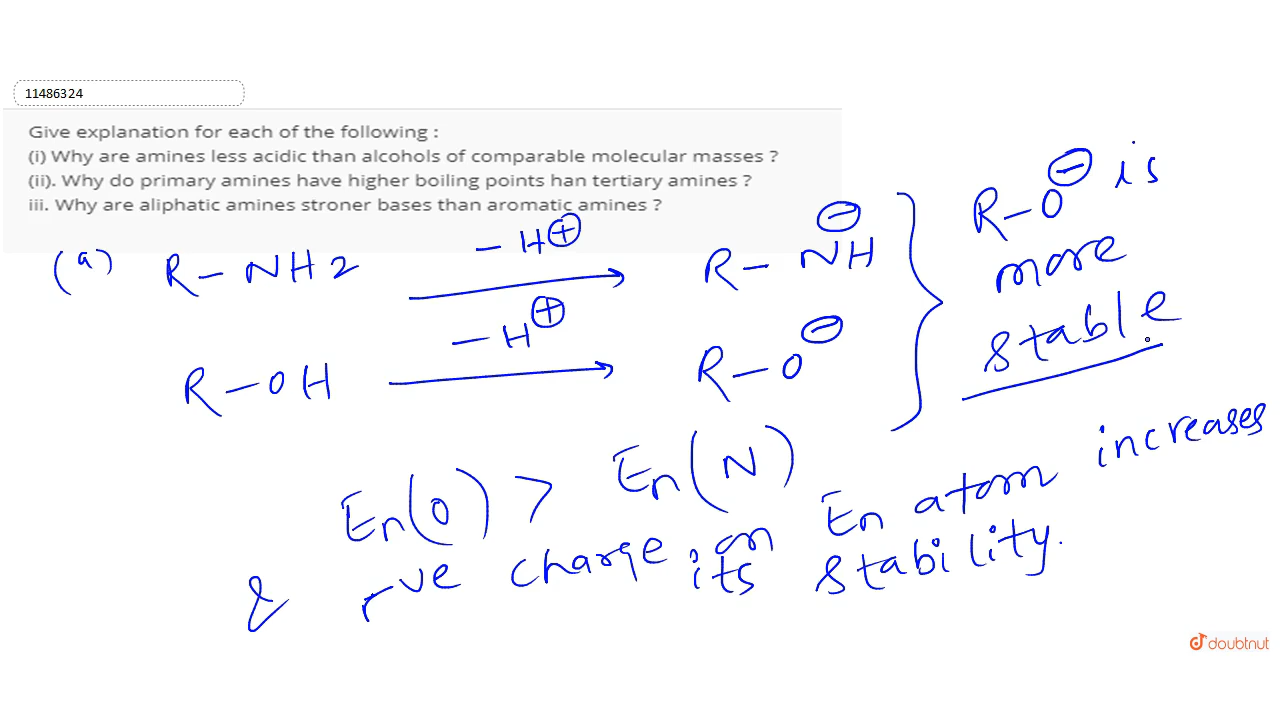 11486324
Give explanation for each of the following :
(i) Why are amines less acidic than alcohols of comparable molecular masses ?
(ii). Why do primary amines have higher boiling points han tertiary amines ?
iii. Why are aliphatic amines stroner bases than aromatic amines ?
(a) R-NH2 -H⊕ R-NH ⊖
R-OH -H⊕ R-O⊖
R-O⊖ is
more
stable
En(O) > En(N)
& rve charge on En atom increases
its stability.
doubtnut